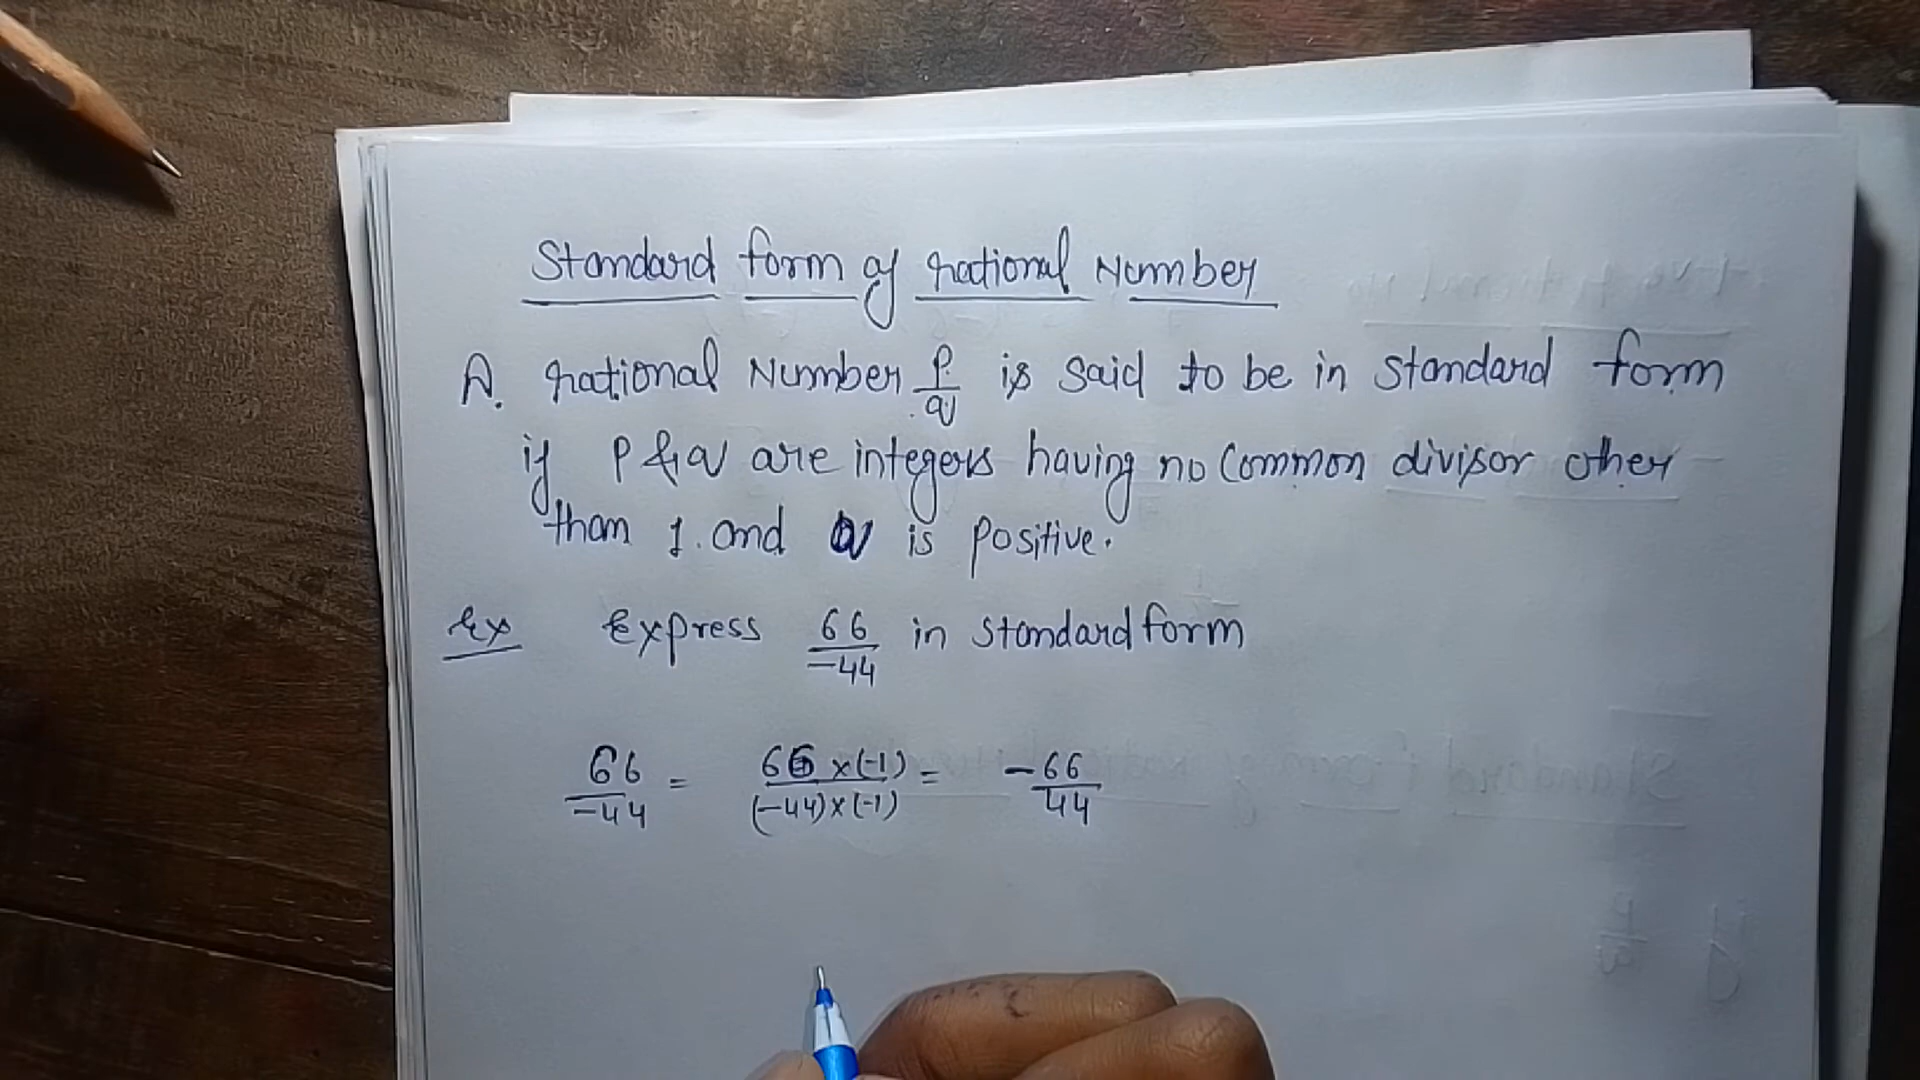 Standard form of rational Number
A. rational Number p/q is said to be in standard form
if p & q are integers having no common divisor other
than 1. and q is positive.
Ex Express 66/-44 in standard form
66/-44 = 66 x (-1)/(-44) x (-1) = -66/44